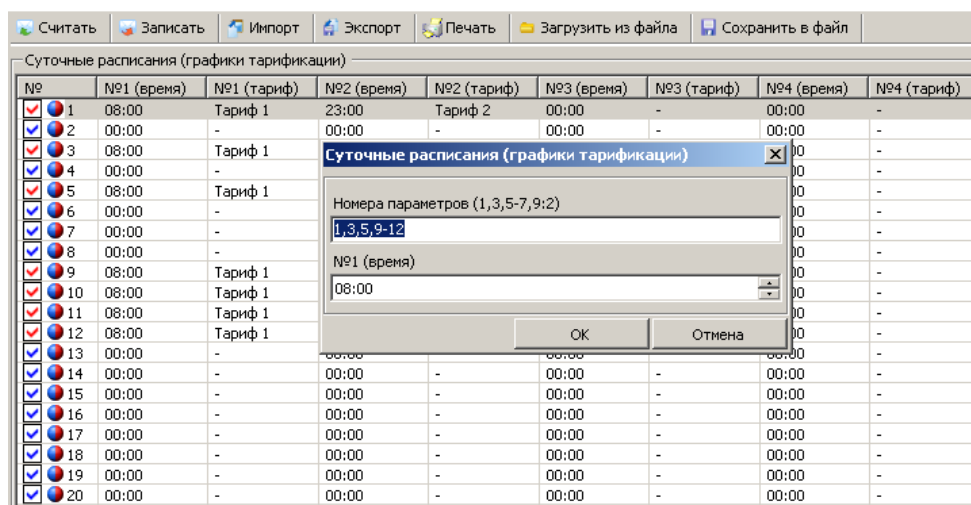 Считать Записать Импорт Экспорт Печать Загрузить из файла Сохранить в файл
Суточные расписания (графики тарификации)
№ №1 (время) №1 (тариф) №2 (время) №2 (тариф) №3 (время) №3 (тариф) №4 (время) №4 (тариф)
1 08:00 Тариф 1 23:00 Тариф 2 00:00 - 00:00 -
2 00:00 - 00:00 - 00:00 - 00:00 -
3 08:00 Тариф 1 -
4 00:00 - -
5 08:00 Тариф 1 -
6 00:00 - -
7 00:00 - -
8 00:00 - -
9 08:00 Тариф 1 -
10 08:00 Тариф 1 -
11 08:00 Тариф 1 -
12 08:00 Тариф 1 -
Суточные расписания (графики тарификации)
Номера параметров (1,3,5-7,9:2)
1,3,5,9-12
№1 (время)
08:00
OK Отмена
13 00:00 - 00:00 - 00:00 - 00:00 -
14 00:00 - 00:00 - 00:00 - 00:00 -
15 00:00 - 00:00 - 00:00 - 00:00 -
16 00:00 - 00:00 - 00:00 - 00:00 -
17 00:00 - 00:00 - 00:00 - 00:00 -
18 00:00 - 00:00 - 00:00 - 00:00 -
19 00:00 - 00:00 - 00:00 - 00:00 -
20 00:00 - 00:00 - 00:00 - 00:00 -